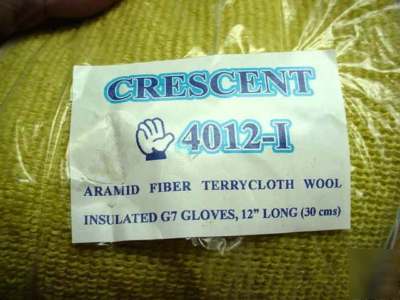 CRESCENT
4012-I
ARAMID FIBER TERRYCLOTH WOOL
INSULATED G7 GLOVES, 12" LONG (30 cms)